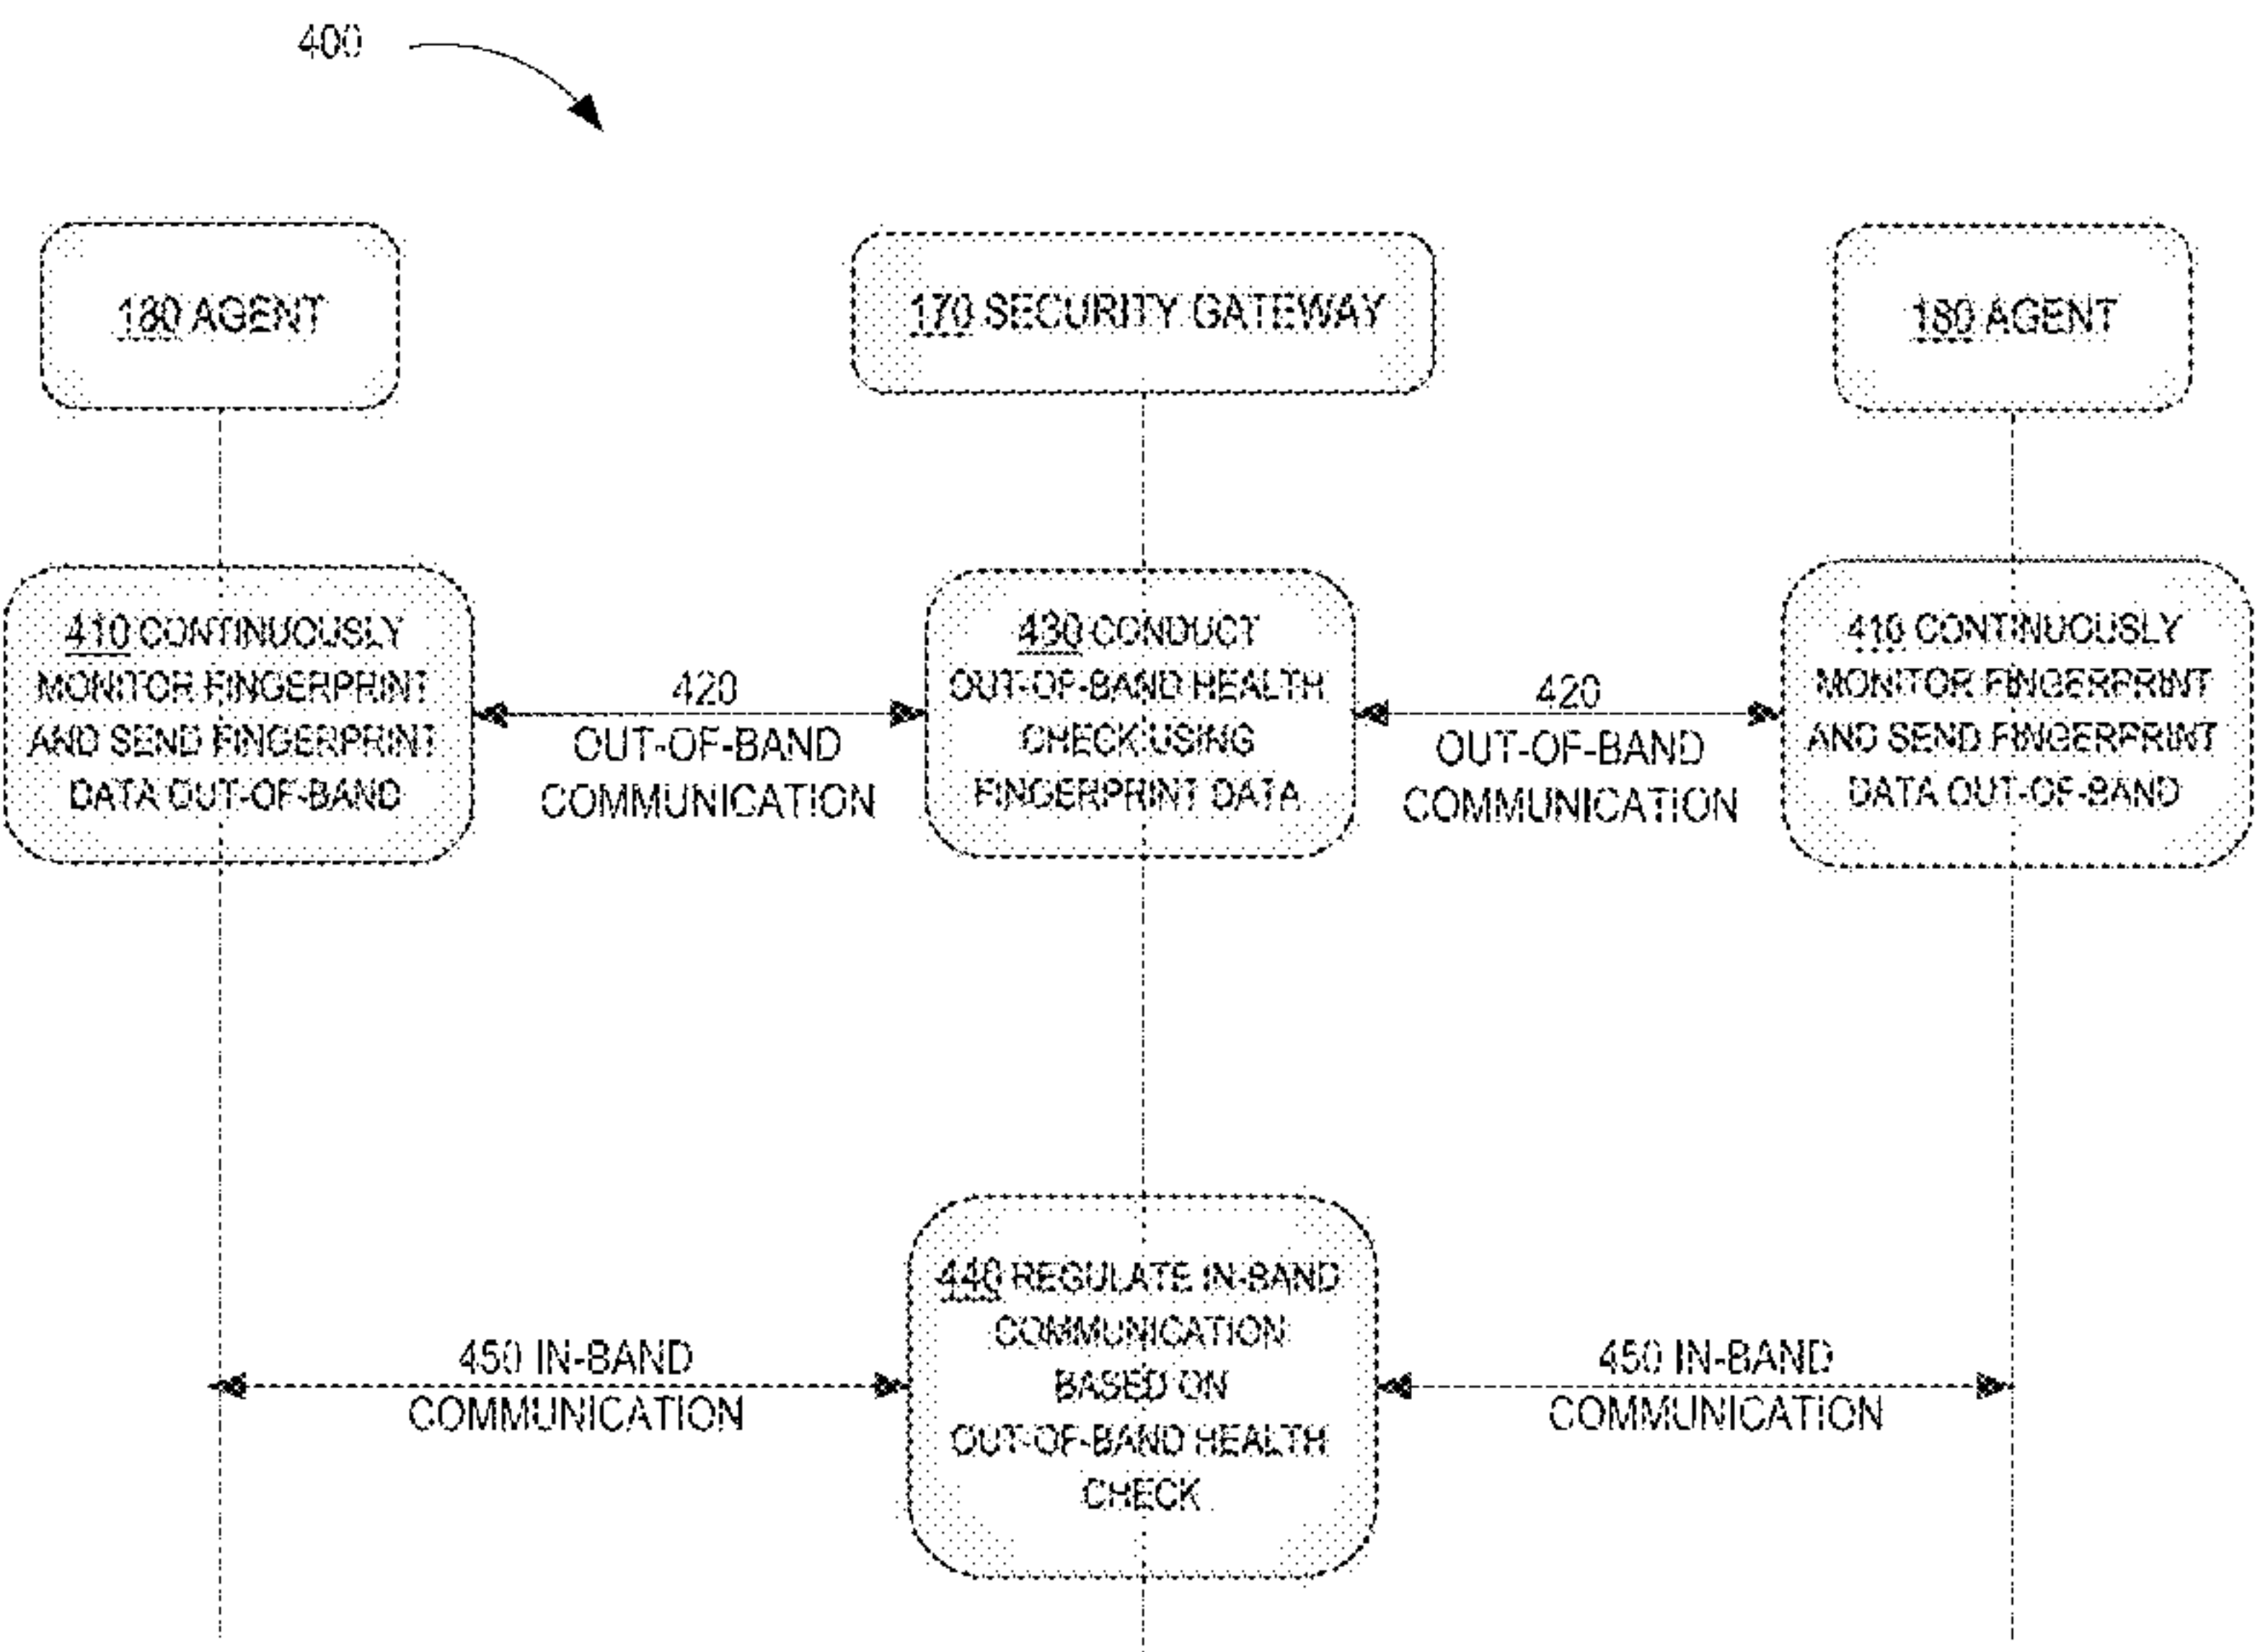 400
180 AGENT
170 SECURITY GATEWAY
180 AGENT
410 CONTINUOUSLY
MONITOR FINGERPRINT
AND SEND FINGERPRINT
DATA OUT-OF-BAND
420
OUT-OF-BAND
COMMUNICATION
430 CONDUCT
OUT-OF-BAND HEALTH
CHECK USING
FINGERPRINT DATA
420
OUT-OF-BAND
COMMUNICATION
410 CONTINUOUSLY
MONITOR FINGERPRINT
AND SEND FINGERPRINT
DATA OUT-OF-BAND
450 IN-BAND
COMMUNICATION
440 REGULATE IN-BAND
COMMUNICATION
BASED ON
OUT-OF-BAND HEALTH
CHECK
450 IN-BAND
COMMUNICATION